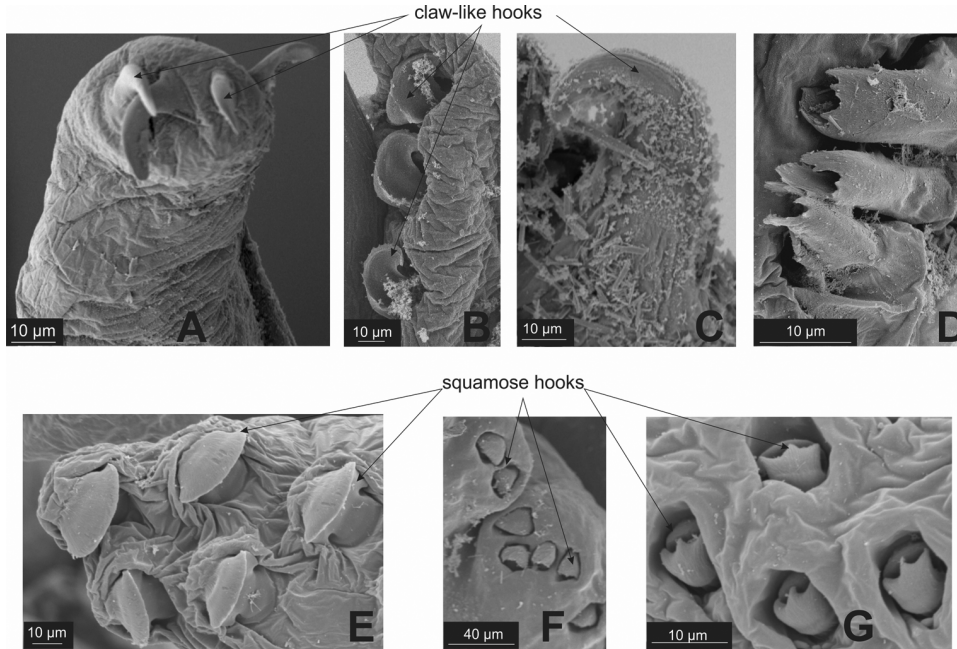 claw-like hooks
10 µm
A
10 µm
B
10 µm
C
10 µm
D
squamose hooks
10 µm
E
40 µm
F
10 µm
G